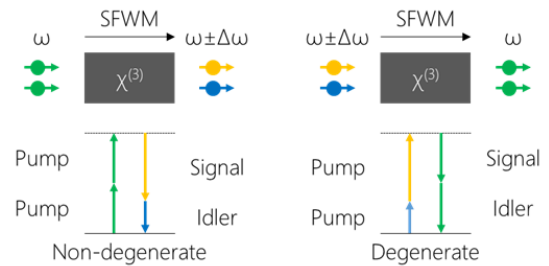 SFWM
ω
ω±Δω
χ(3)
Pump
Signal
Pump
Idler
Non-degenerate
SFWM
ω±Δω
ω
χ(3)
Pump
Signal
Pump
Idler
Degenerate